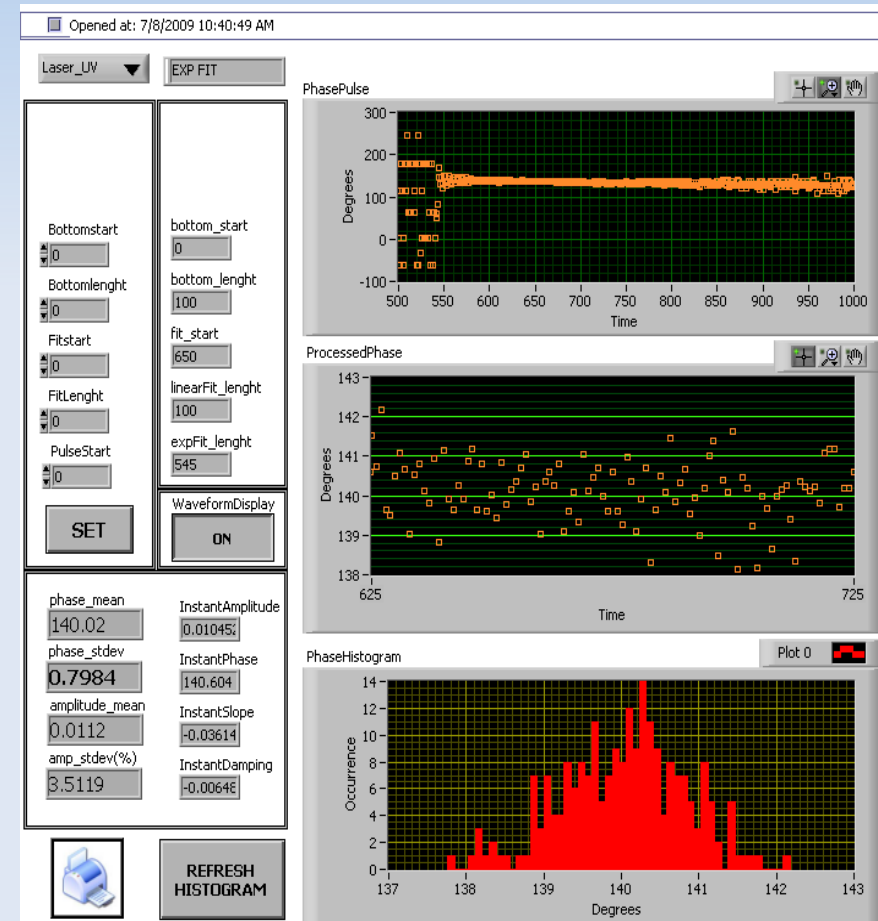 Opened at: 7/8/2009 10:40:49 AM
Laser_UV
EXP FIT
Bottomstart
0
Bottomlenght
0
Fitstart
0
FitLenght
0
PulseStart
0
SET
bottom_start
0
bottom_lenght
100
fit_start
650
linearFit_lenght
100
expFit_lenght
545
WaveformDisplay
ON
phase_mean
140.02
phase_stdev
0.7984
amplitude_mean
0.0112
amp_stdev(%)
3.5119
InstantAmplitude
0.01045
InstantPhase
140.604
InstantSlope
-0.03614
InstantDamping
-0.0064
REFRESH
HISTOGRAM
PhasePulse
300
200
100
0
-100
Degrees
500 550 600 650 700 750 800 850 900 950 1000
Time
ProcessedPhase
143
142
141
140
139
138
Degrees
625 725
Time
PhaseHistogram
Plot 0
14
12
10
8
6
4
2
0
Occurrence
137 138 139 140 141 142 143
Degrees